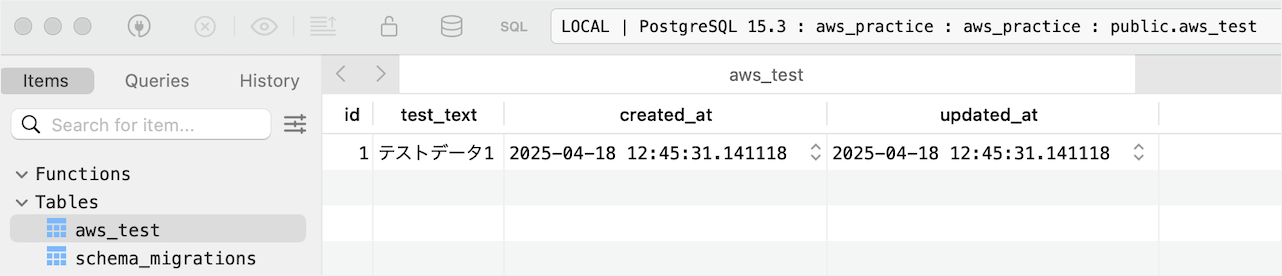 SQL LOCAL | PostgreSQL 15.3 : aws_practice : aws_practice : public.aws_test
Items Queries History
aws_test
Search for item...
id test_text created_at updated_at
1 テストデータ1 2025-04-18 12:45:31.141118 2025-04-18 12:45:31.141118
Functions
Tables
aws_test
schema_migrations